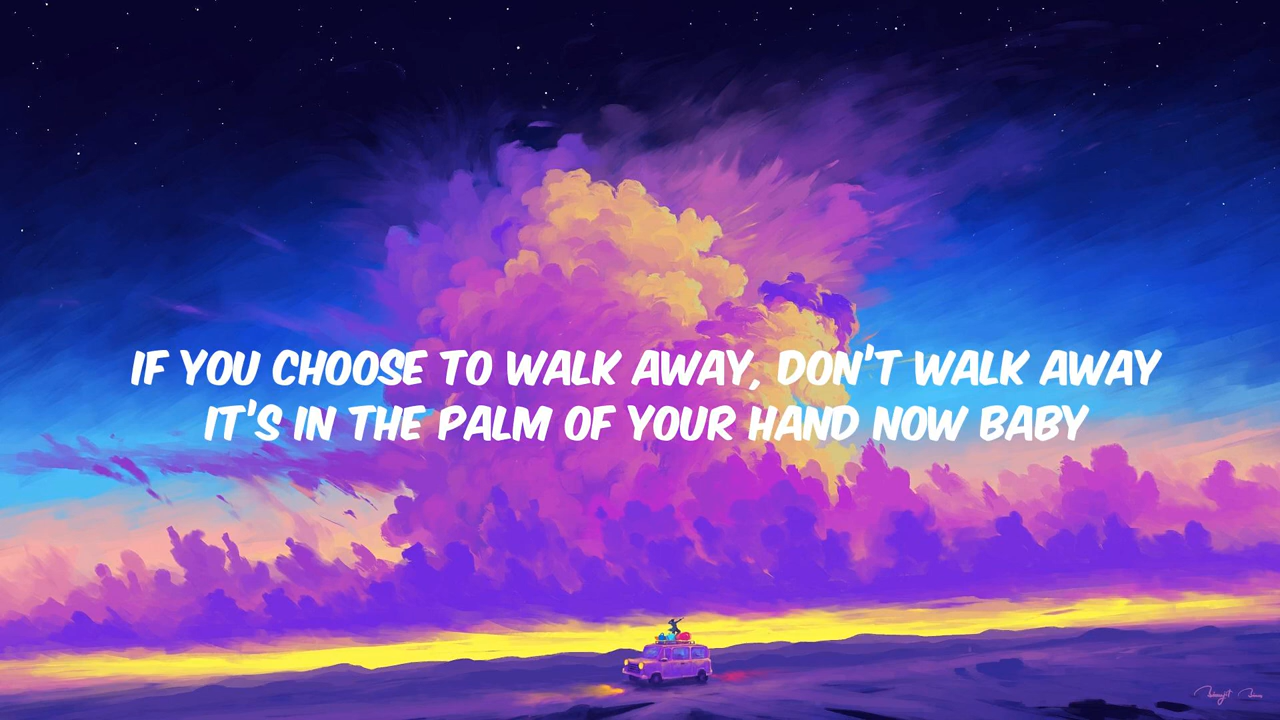 IF YOU CHOOSE TO WALK AWAY, DON'T WALK AWAY
IT'S IN THE PALM OF YOUR HAND NOW BABY